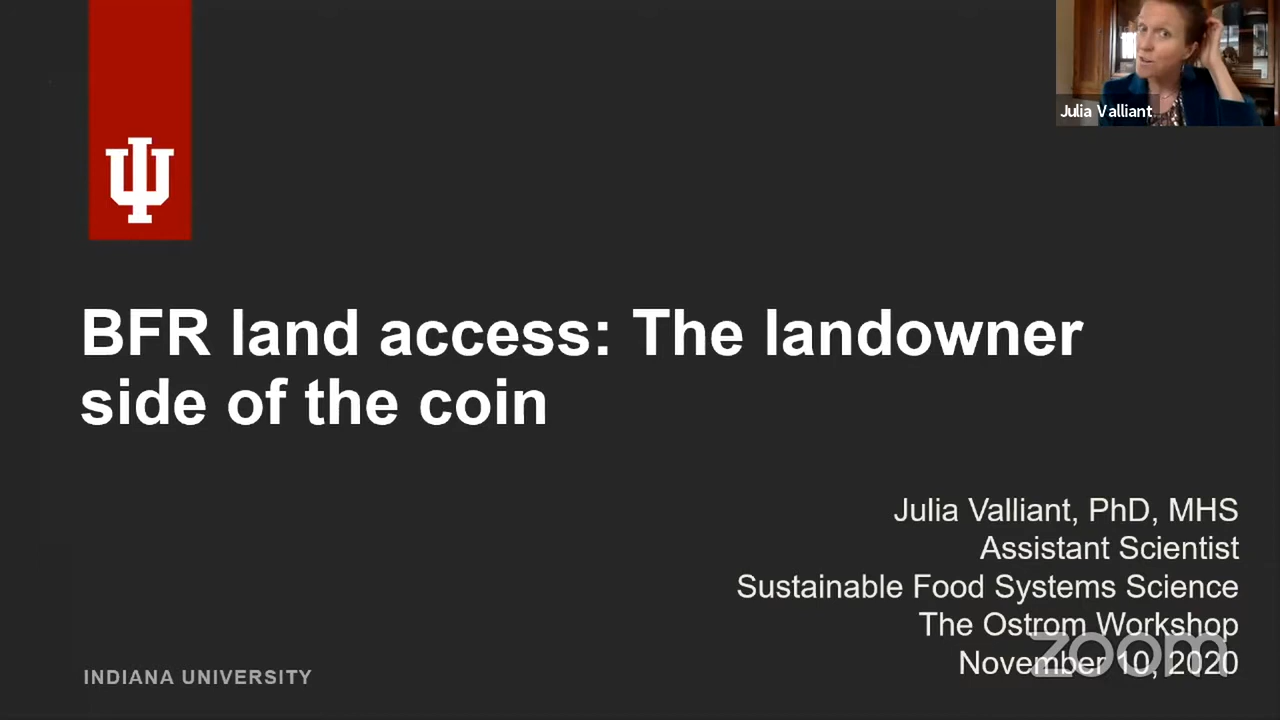 Julia Valliant
BFR land access: The landowner
side of the coin
Julia Valliant, PhD, MHS
Assistant Scientist
Sustainable Food Systems Science
The Ostrom Workshop
November 10, 2020
zoom
INDIANA UNIVERSITY